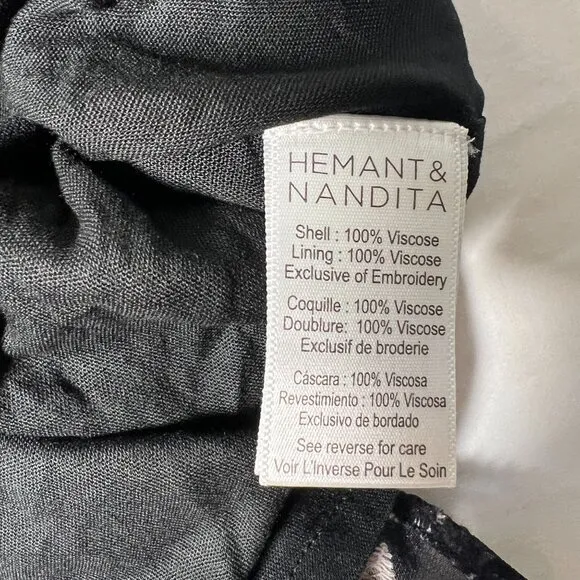 HEMANT &
NANDITA
Shell : 100% Viscose
Lining : 100% Viscose
Exclusive of Embroidery
Coquille : 100% Viscose
Doublure: 100% Viscose
Exclusif de broderie
Cáscara : 100% Viscosa
Revestimiento : 100% Viscosa
Exclusivo de bordado
See reverse for care
Voir L'Inverse Pour Le Soin